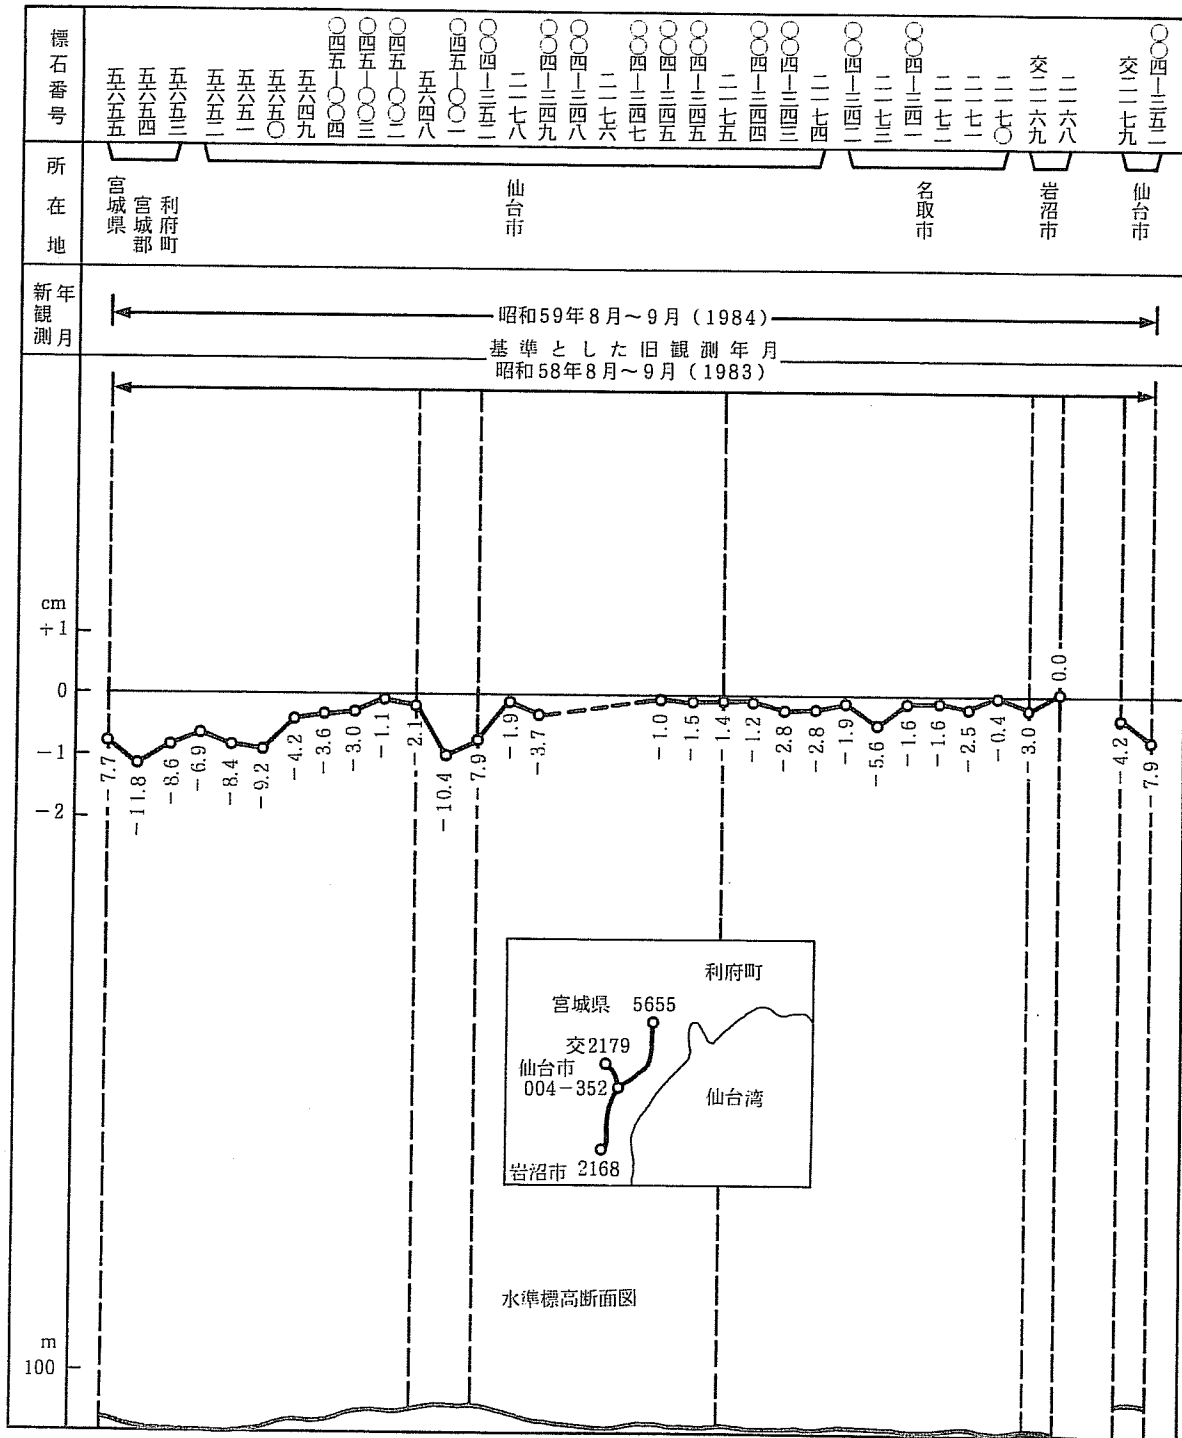 標石番号
五六五五
五六五四
五六五三
五六五二
五六五一
五六五〇
五六四九
〇四五－〇〇四
〇四五－〇〇三
〇四五－〇〇二
五六四八
〇四五－〇〇一
〇〇四－三五二
二一七八
〇〇四－三四九
〇〇四－三四八
二一七六
〇〇四－三四七
〇〇四－三四五
二一七五
〇〇四－三四四
〇〇四－三四三
二一七四
〇〇四－三四二
二一七三
〇〇四－三四一
二一七二
二一七一
二一七〇
交二一六九
二一六八
交二一七九
〇〇四－三五二
所在地
宮城県
宮城郡
利府町
仙台市
名取市
岩沼市
仙台市
新観測年月
昭和59年8月～9月（1984）
基準とした旧観測年月
昭和58年8月～9月（1983）
cm
+1
0
－1
－2
－7.7
－11.8
－8.6
－6.9
－8.4
－9.2
－4.2
－3.6
－3.0
－1.1
－2.1
－10.4
－7.9
－1.9
－3.7
－1.0
－1.5
－1.4
－1.2
－2.8
－2.8
－1.9
－5.6
－1.6
－1.6
－2.5
－0.4
－3.0
0.0
－4.2
－7.9
利府町
宮城県 5655
交2179
仙台市
004－352
仙台湾
岩沼市 2168
水準標高断面図
m
100